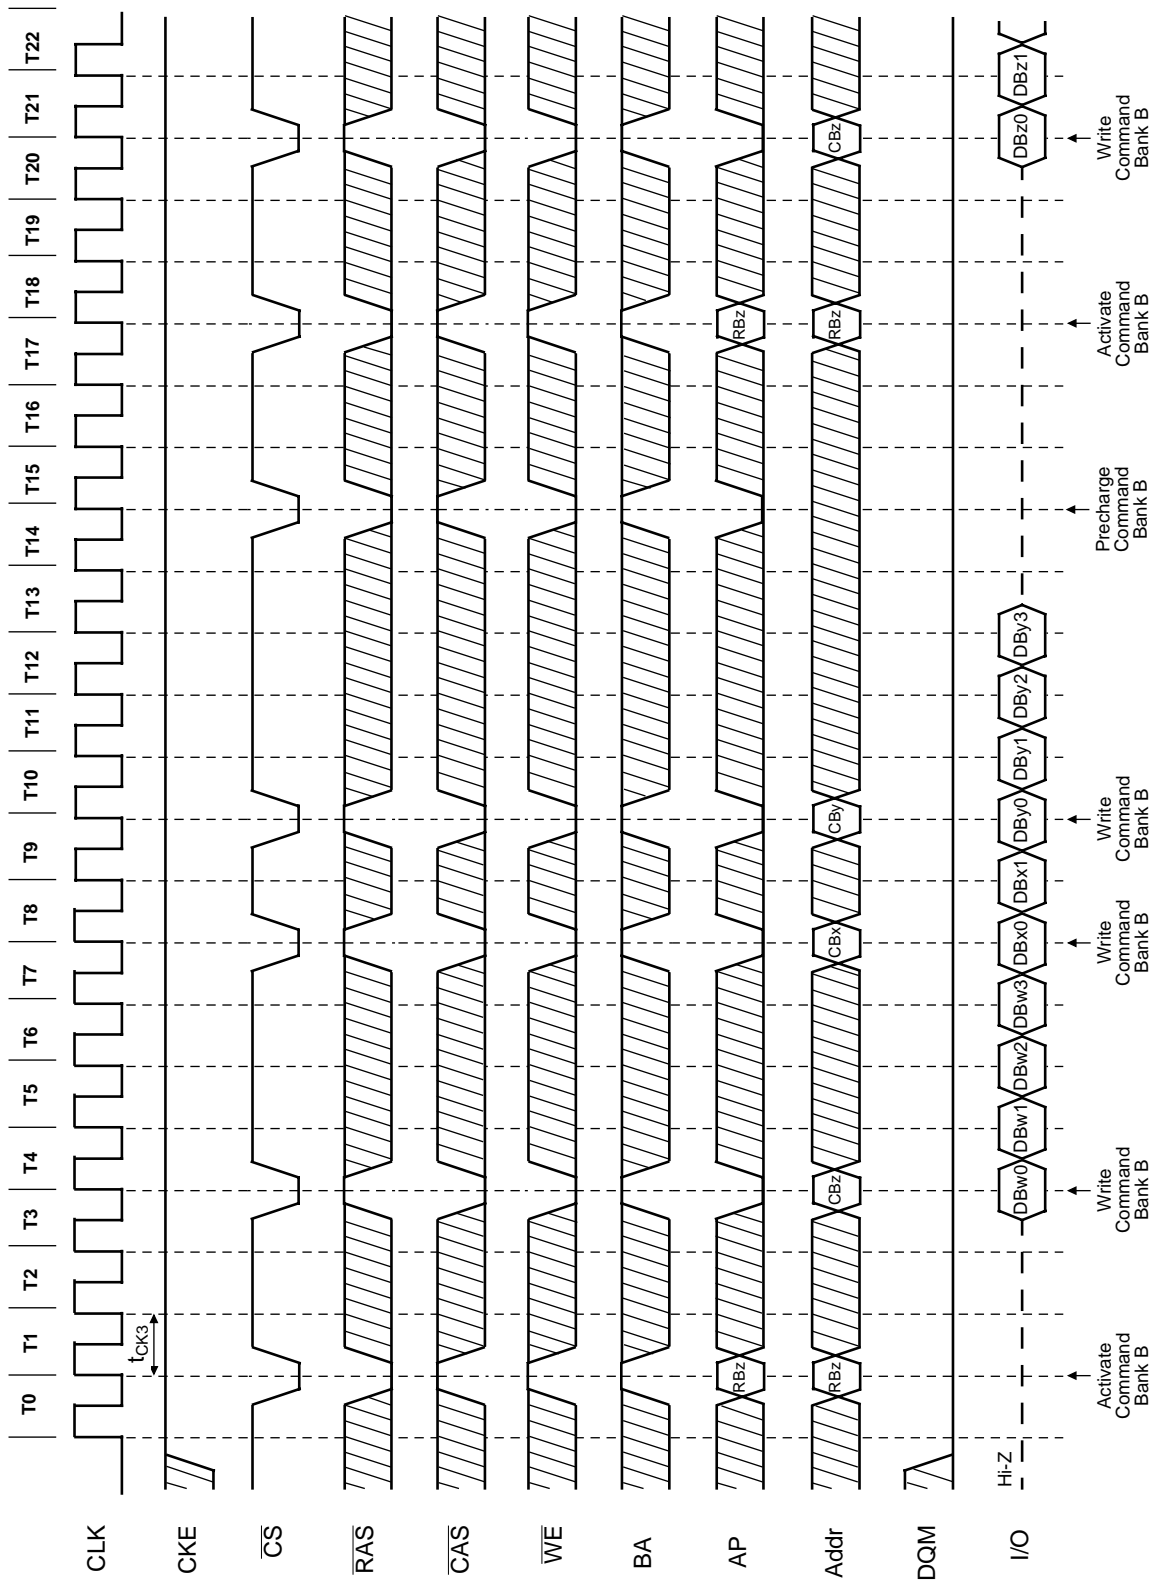 T0 T1 T2 T3 T4 T5 T6 T7 T8 T9 T10 T11 T12 T13 T14 T15 T16 T17 T18 T19 T20 T21 T22
CLK
tCK3
CKE
CS
RAS
CAS
WE
BA
AP
RBz RBz
Addr
RBz CBz CBx CBy RBz CBz
DQM
I/O
Hi-Z
DBw0 DBw1 DBw2 DBw3 DBx0 DBx1 DBy0 DBy1 DBy2 DBy3 DBz0 DBz1
Activate
Command
Bank B
Write
Command
Bank B
Write
Command
Bank B
Write
Command
Bank B
Precharge
Command
Bank B
Activate
Command
Bank B
Write
Command
Bank B